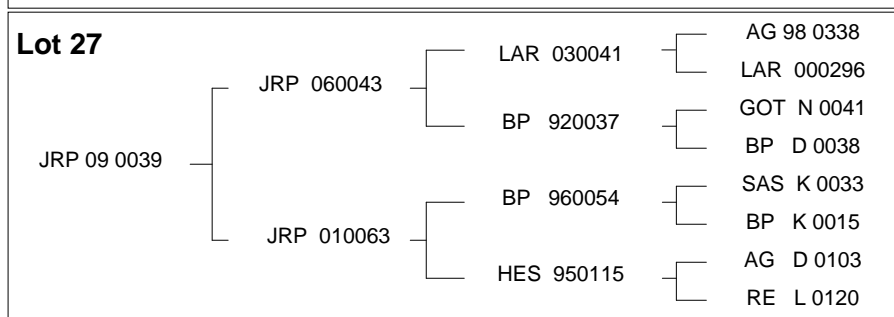 Lot 27
AG 98 0338
LAR 030041
LAR 000296
JRP 060043
GOT N 0041
BP 920037
BP D 0038
JRP 09 0039
SAS K 0033
BP 960054
BP K 0015
JRP 010063
AG D 0103
HES 950115
RE L 0120